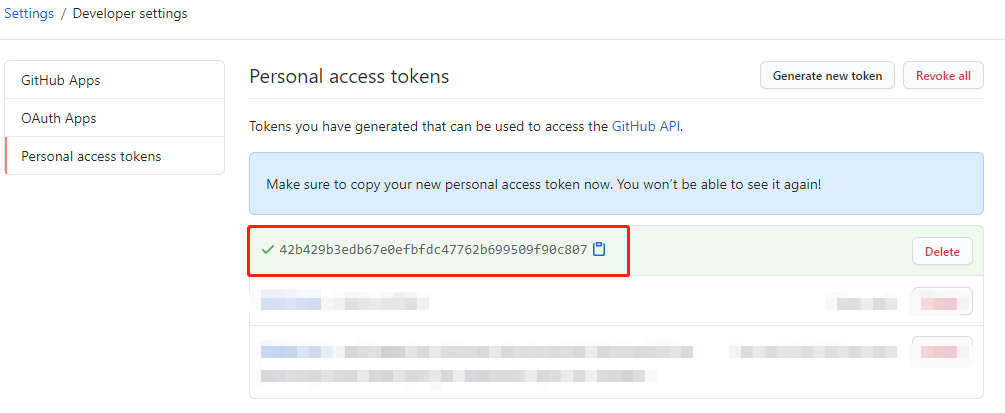 Settings / Developer settings
GitHub Apps
OAuth Apps
Personal access tokens
Personal access tokens
Generate new token
Revoke all
Tokens you have generated that can be used to access the GitHub API.
Make sure to copy your new personal access token now. You won’t be able to see it again!
42b429b3edb67e0efbfdc47762b699509f90c807
Delete